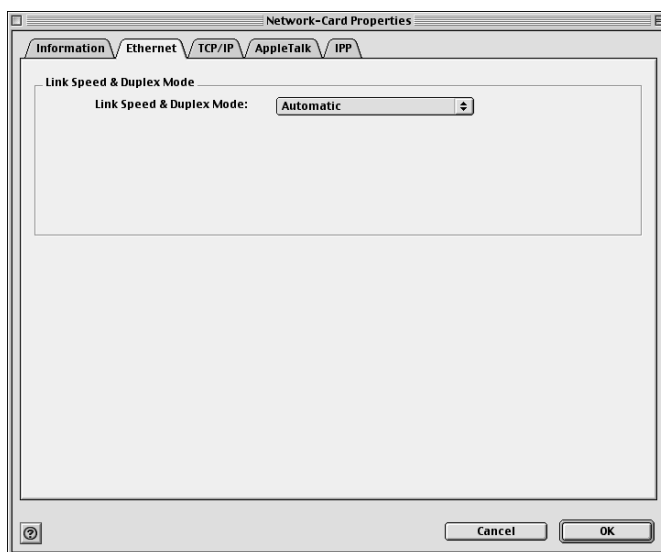 Network-Card Properties
Information Ethernet TCP/IP AppleTalk IPP
Link Speed & Duplex Mode
Link Speed & Duplex Mode: Automatic
? Cancel OK